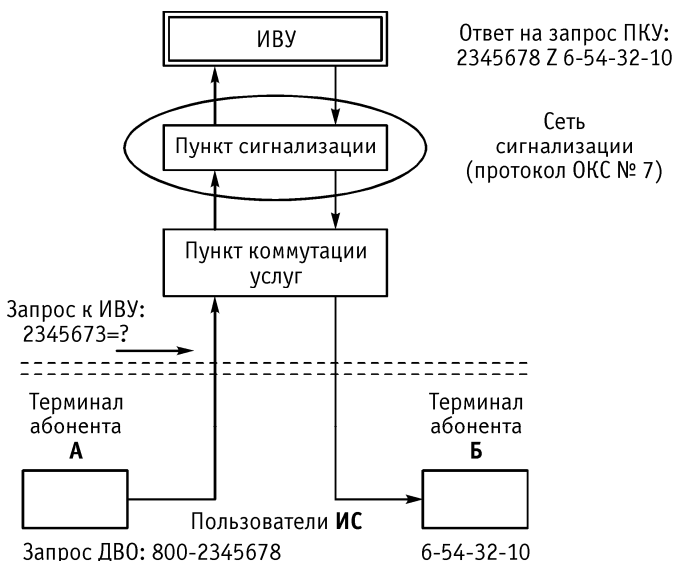 ИВУ
Ответ на запрос ПКУ:
2345678 Z 6-54-32-10
Пункт сигнализации
Сеть
сигнализации
(протокол ОКС № 7)
Пункт коммутации
услуг
Запрос к ИВУ:
2345673=?
Терминал
абонента
А
Терминал
абонента
Б
Пользователи ИС
Запрос ДВО: 800-2345678
6-54-32-10